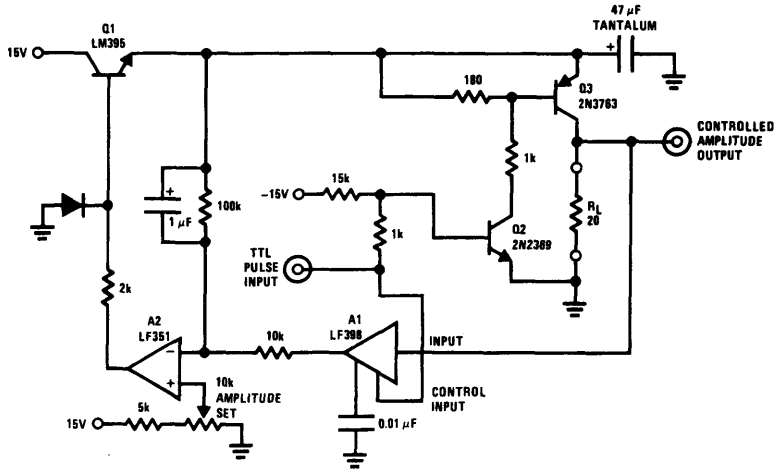 47 μF
TANTALUM
Q1
LM395
15V
+
180
Q3
2N3763
CONTROLLED
AMPLITUDE
OUTPUT
1k
-15V
15k
+
1 μF
100k
1k
Q2
2N2369
RL
20
TTL
PULSE
INPUT
2k
A2
LF351
A1
LF398
10k
INPUT
-
+
10k
AMPLITUDE
SET
CONTROL
INPUT
15V
5k
0.01 μF